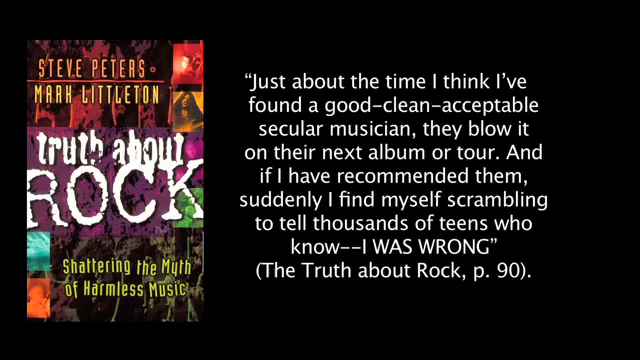 STEVE PETERS
MARK LITTLETON
truth about
ROCK
Shattering the Myth
of Harmless Music
“Just about the time I think I’ve
found a good-clean-acceptable
secular musician, they blow it
on their next album or tour. And
if I have recommended them,
suddenly I find myself scrambling
to tell thousands of teens who
know--I WAS WRONG”
(The Truth about Rock, p. 90).